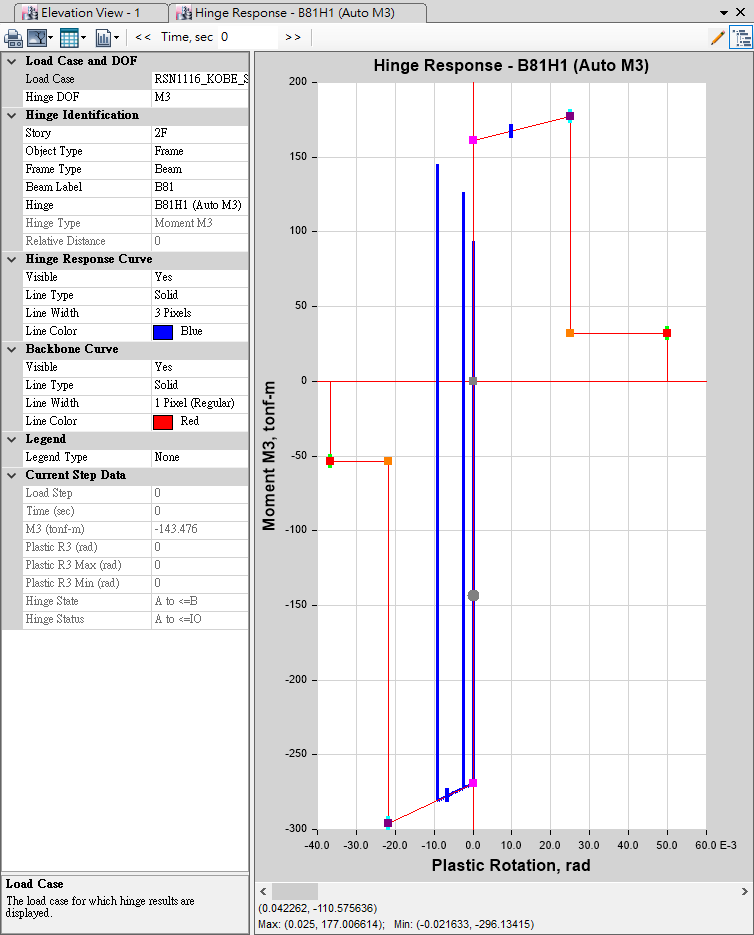 Elevation View - 1
Hinge Response - B81H1 (Auto M3)
<< Time, sec 0 >>
Load Case and DOF
Load Case RSN1116_KOBE_S
Hinge DOF M3
Hinge Identification
Story 2F
Object Type Frame
Frame Type Beam
Beam Label B81
Hinge B81H1 (Auto M3)
Hinge Type Moment M3
Relative Distance 0
Hinge Response Curve
Visible Yes
Line Type Solid
Line Width 3 Pixels
Line Color Blue
Backbone Curve
Visible Yes
Line Type Solid
Line Width 1 Pixel (Regular)
Line Color Red
Legend
Legend Type None
Current Step Data
Load Step 0
Time (sec) 0
M3 (tonf-m) -143.476
Plastic R3 (rad) 0
Plastic R3 Max (rad) 0
Plastic R3 Min (rad) 0
Hinge State A to <=B
Hinge Status A to <=IO
Load Case
The load case for which hinge results are
displayed.
Hinge Response - B81H1 (Auto M3)
200
150
100
50
0
-50
-100
-150
-200
-250
-300
Moment M3, tonf-m
-40.0 -30.0 -20.0 -10.0 0.0 10.0 20.0 30.0 40.0 50.0 60.0 E-3
Plastic Rotation, rad
(0.042262, -110.575636)
Max: (0.025, 177.006614); Min: (-0.021633, -296.13415)